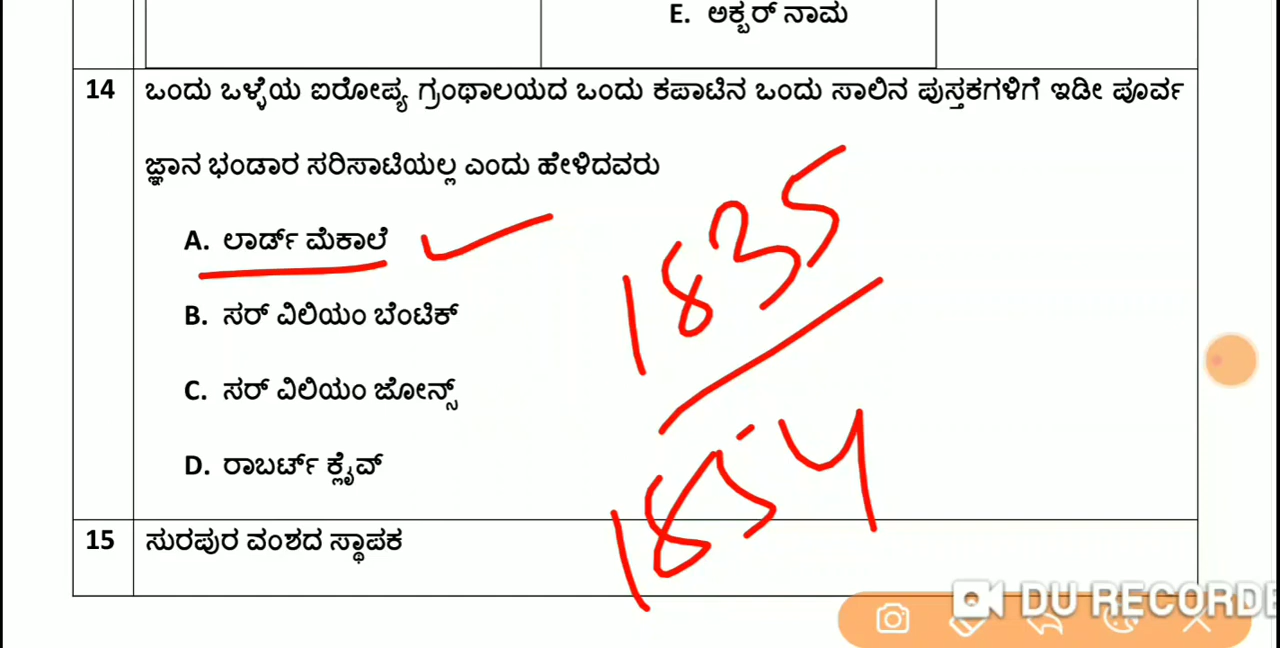 E. ಅಕ್ಬರ್ ನಾಮ
14 ಒಂದು ಒಳ್ಳೆಯ ಐರೋಪ್ಯ ಗ್ರಂಥಾಲಯದ ಒಂದು ಕಪಾಟಿನ ಒಂದು ಸಾಲಿನ ಪುಸ್ತಕಗಳಿಗೆ ಇಡೀ ಪೂರ್ವ
ಜ್ಞಾನ ಭಂಡಾರ ಸರಿಸಾಟಿಯಲ್ಲ ಎಂದು ಹೇಳಿದವರು
A. ಲಾರ್ಡ್ ಮೆಕಾಲೆ
B. ಸರ್ ವಿಲಿಯಂ ಬೆಂಟಿಕ್
C. ಸರ್ ವಿಲಿಯಂ ಜೋನ್ಸ್
D. ರಾಬರ್ಟ್ ಕ್ಲೈವ್
1835
1854
15 ಸುರಪುರ ವಂಶದ ಸ್ಥಾಪಕ
DU RECORDE